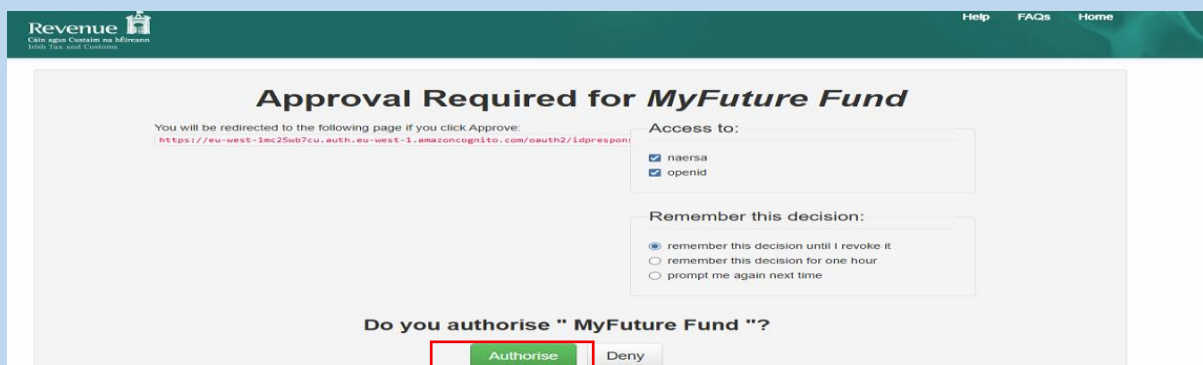 Help FAQs Home
Revenue
Cáin agus Custaim na hÉireann
Irish Tax and Customs
Approval Required for MyFuture Fund
You will be redirected to the following page if you click Approve:
https://eu-west-1mc25wb7cu.auth.eu-west-1.amazoncognito.com/oauth2/idprespon
Access to:
naersa
openid
Remember this decision:
remember this decision until I revoke it
remember this decision for one hour
prompt me again next time
Do you authorise " MyFuture Fund "?
Authorise Deny